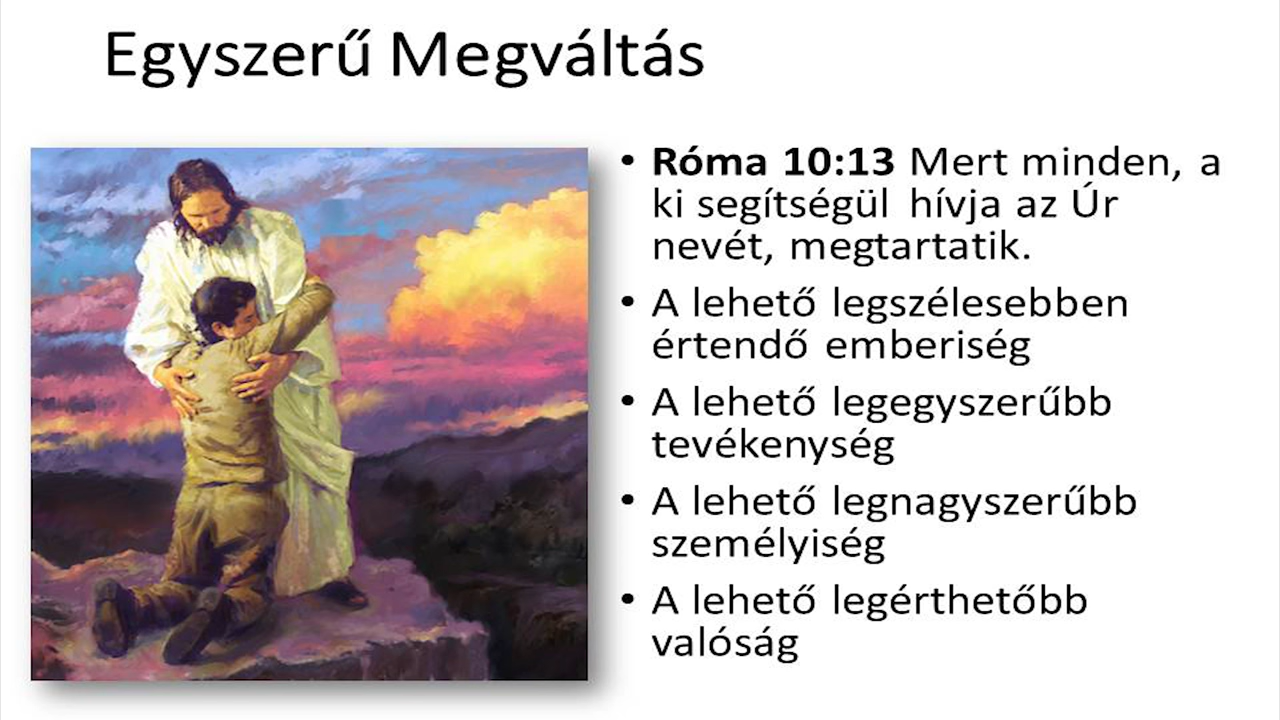 Egyszerű Megváltás
• Róma 10:13 Mert minden, a
ki segítségül hívja az Úr
nevét, megtartatik.
• A lehető legszélesebben
értendő emberiség
• A lehető legegyszerűbb
tevékenység
• A lehető legnagyszerűbb
személyiség
• A lehető legérthetőbb
valóság